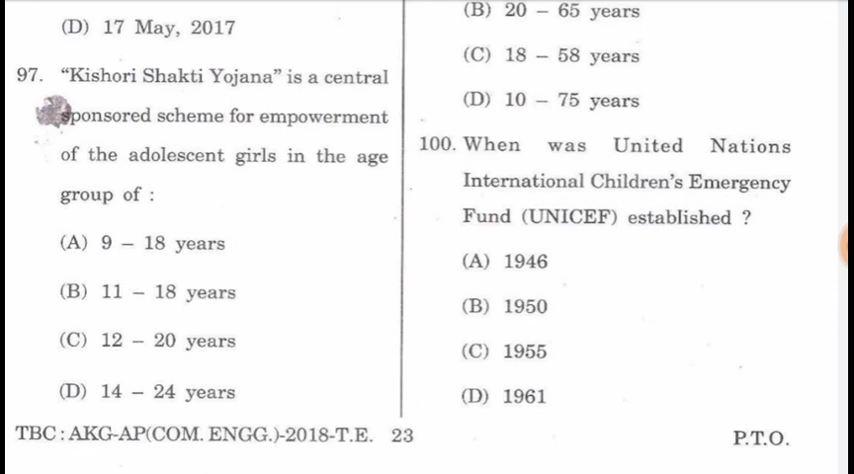 (D) 17 May, 2017
97. "Kishori Shakti Yojana" is a central
sponsored scheme for empowerment
of the adolescent girls in the age
group of :
(A) 9 – 18 years
(B) 11 – 18 years
(C) 12 – 20 years
(D) 14 – 24 years
(B) 20 – 65 years
(C) 18 – 58 years
(D) 10 – 75 years
100. When was United Nations
International Children's Emergency
Fund (UNICEF) established ?
(A) 1946
(B) 1950
(C) 1955
(D) 1961
TBC : AKG-AP(COM. ENGG.)-2018-T.E. 23
P.T.O.